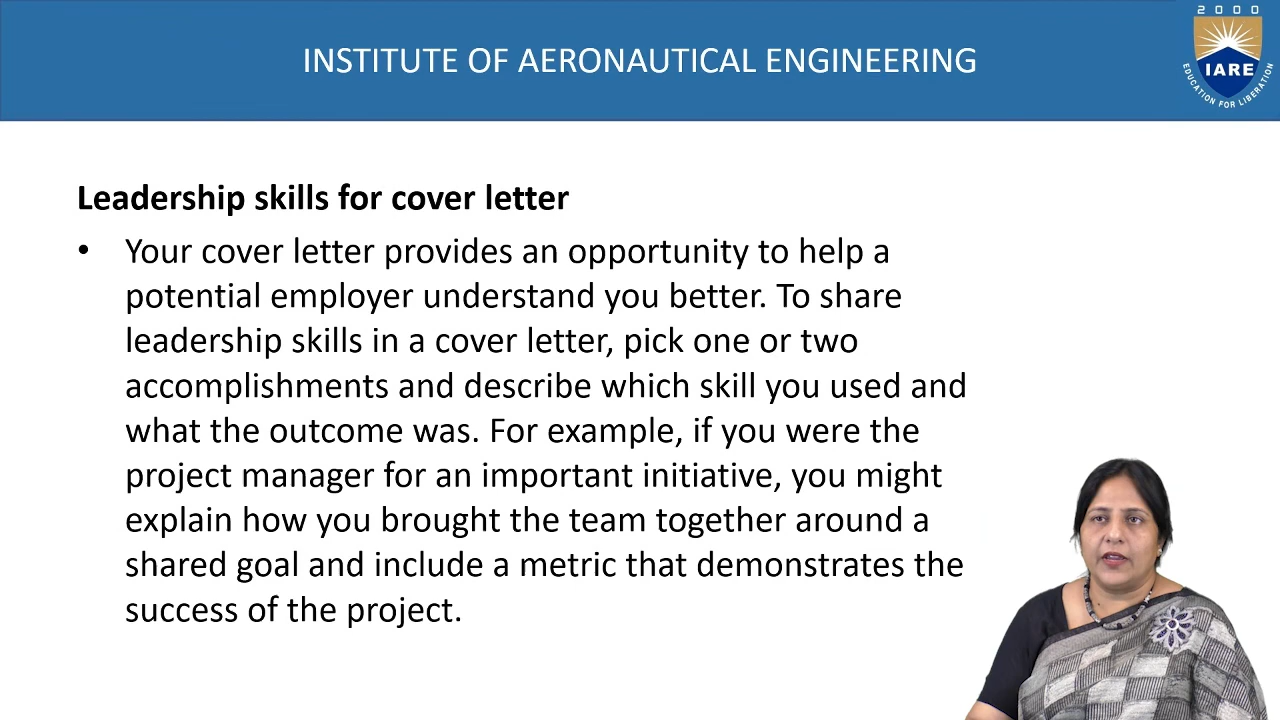 2 0 0 0
INSTITUTE OF AERONAUTICAL ENGINEERING
IARE
EDUCATION FOR LIBERATION
Leadership skills for cover letter
• Your cover letter provides an opportunity to help a
potential employer understand you better. To share
leadership skills in a cover letter, pick one or two
accomplishments and describe which skill you used and
what the outcome was. For example, if you were the
project manager for an important initiative, you might
explain how you brought the team together around a
shared goal and include a metric that demonstrates the
success of the project.